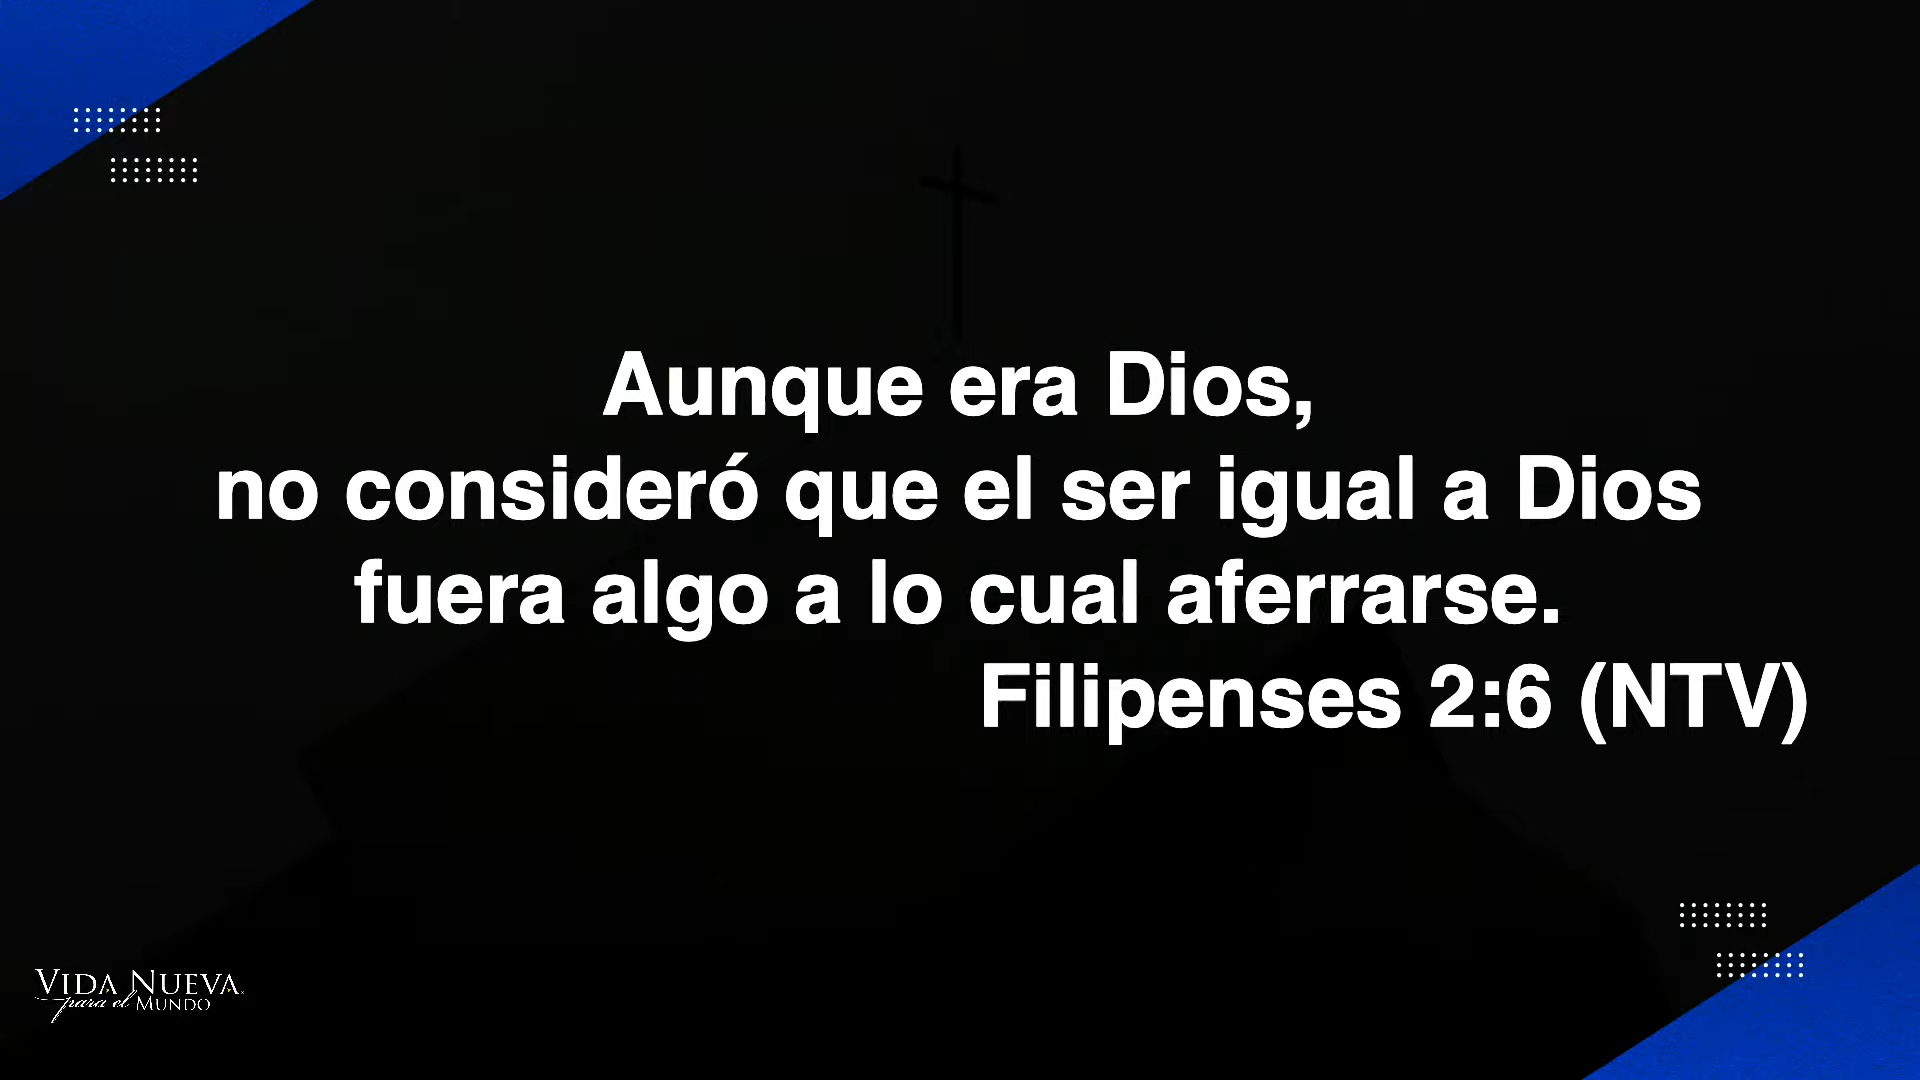 Aunque era Dios,
no consideró que el ser igual a Dios
fuera algo a lo cual aferrarse.
Filipenses 2:6 (NTV)
VIDA NUEVA
para el MUNDO